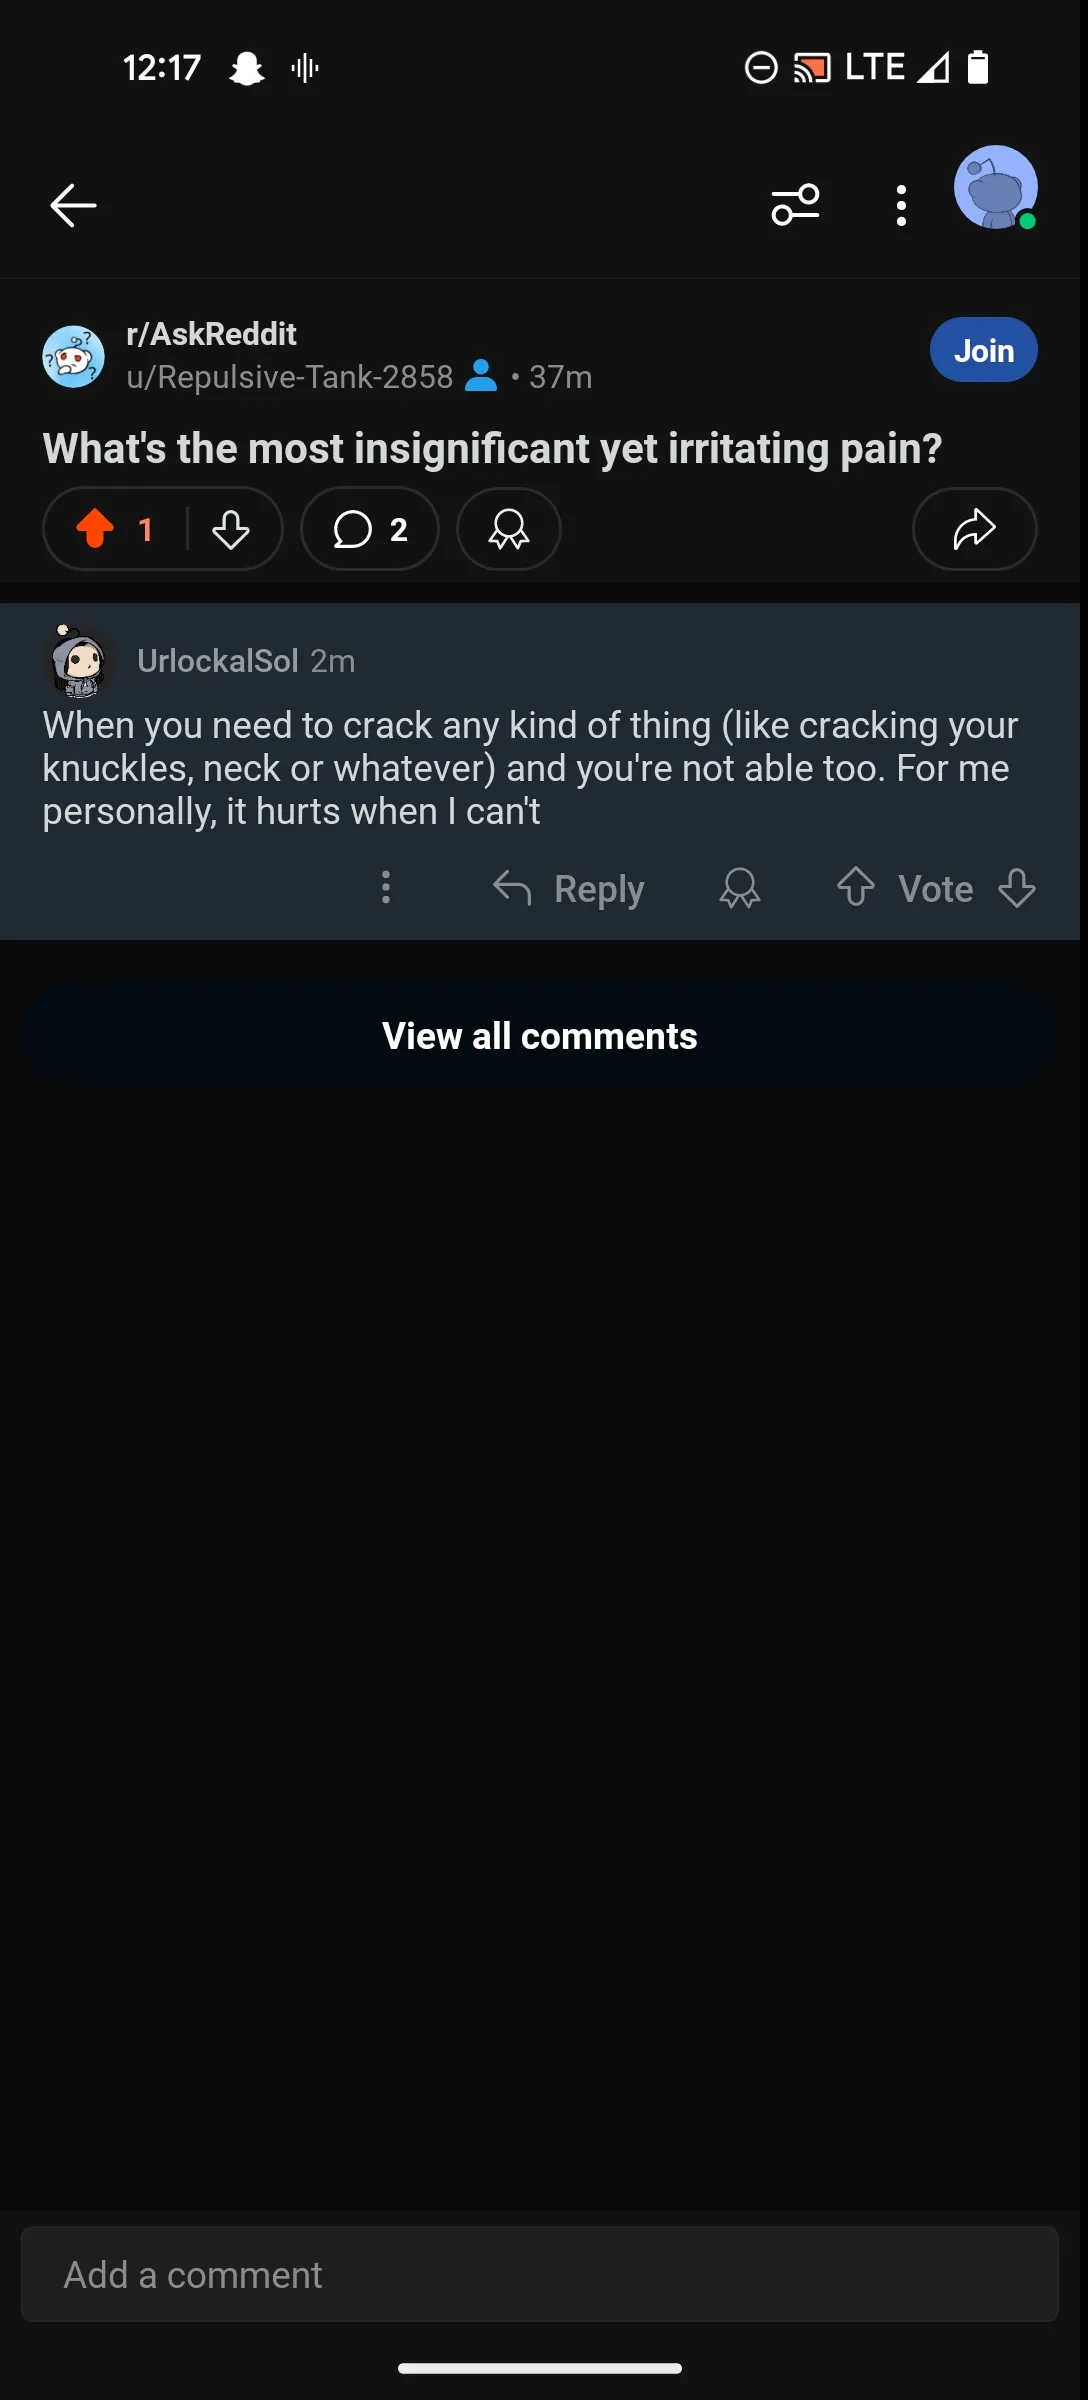 12:17
LTE
r/AskReddit
u/Repulsive-Tank-2858 • 37m
Join
What's the most insignificant yet irritating pain?
1
2
UrlockalSol 2m
When you need to crack any kind of thing (like cracking your
knuckles, neck or whatever) and you're not able too. For me
personally, it hurts when I can't
Reply
Vote
View all comments
Add a comment